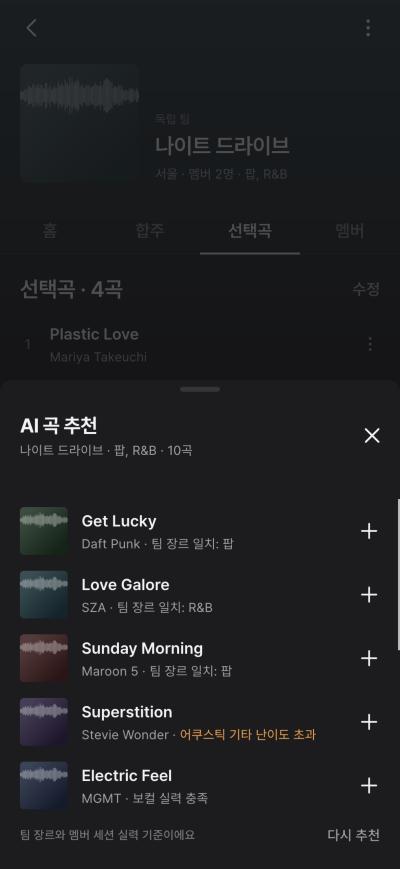 독립 팀
나이트 드라이브
서울 · 멤버 2명 · 팝, R&B
홈 합주 선택곡 멤버
선택곡 · 4곡 수정
1 Plastic Love
Mariya Takeuchi
AI 곡 추천
나이트 드라이브 · 팝, R&B · 10곡
Get Lucky
Daft Punk · 팀 장르 일치: 팝
Love Galore
SZA · 팀 장르 일치: R&B
Sunday Morning
Maroon 5 · 팀 장르 일치: 팝
Superstition
Stevie Wonder · 어쿠스틱 기타 난이도 초과
Electric Feel
MGMT · 보컬 실력 충족
팀 장르와 멤버 세션 실력 기준이에요 다시 추천